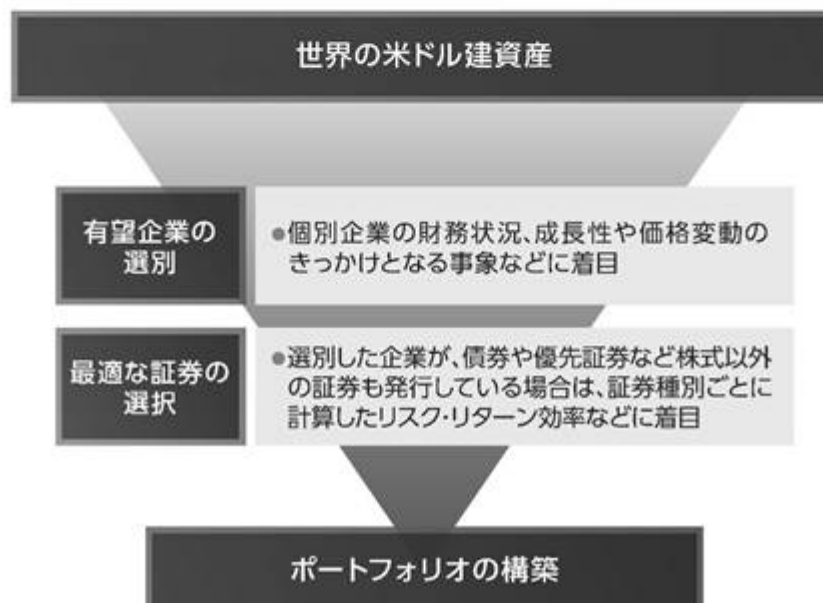 世界の米ドル建資産
有望企業の
選別
●個別企業の財務状況、成長性や価格変動の
きっかけとなる事象などに着目
最適な証券の
選択
●選別した企業が、債券や優先証券など株式以外
の証券も発行している場合は、証券種別ごとに
計算したリスク・リターン効率などに着目
ポートフォリオの構築